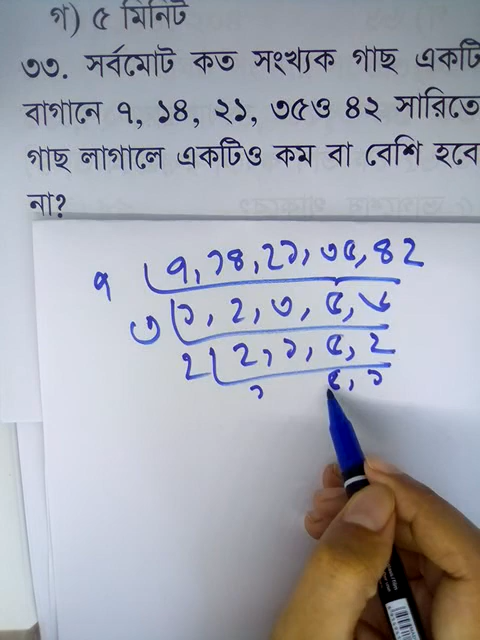 গ) ৫ মিনিট
৩৩. সর্বমোট কত সংখ্যক গাছ একটি
বাগানে ৭, ১৪, ২১, ৩৫ও ৪২ সারিতে
গাছ লাগালে একটিও কম বা বেশি হবে
না?
৭ ৭, ১৪, ২১, ৩৫, ৪২
৩ ১, ২, ৩, ৫, ৬
২ ২, ১, ৫, ২
১ ৫, ১